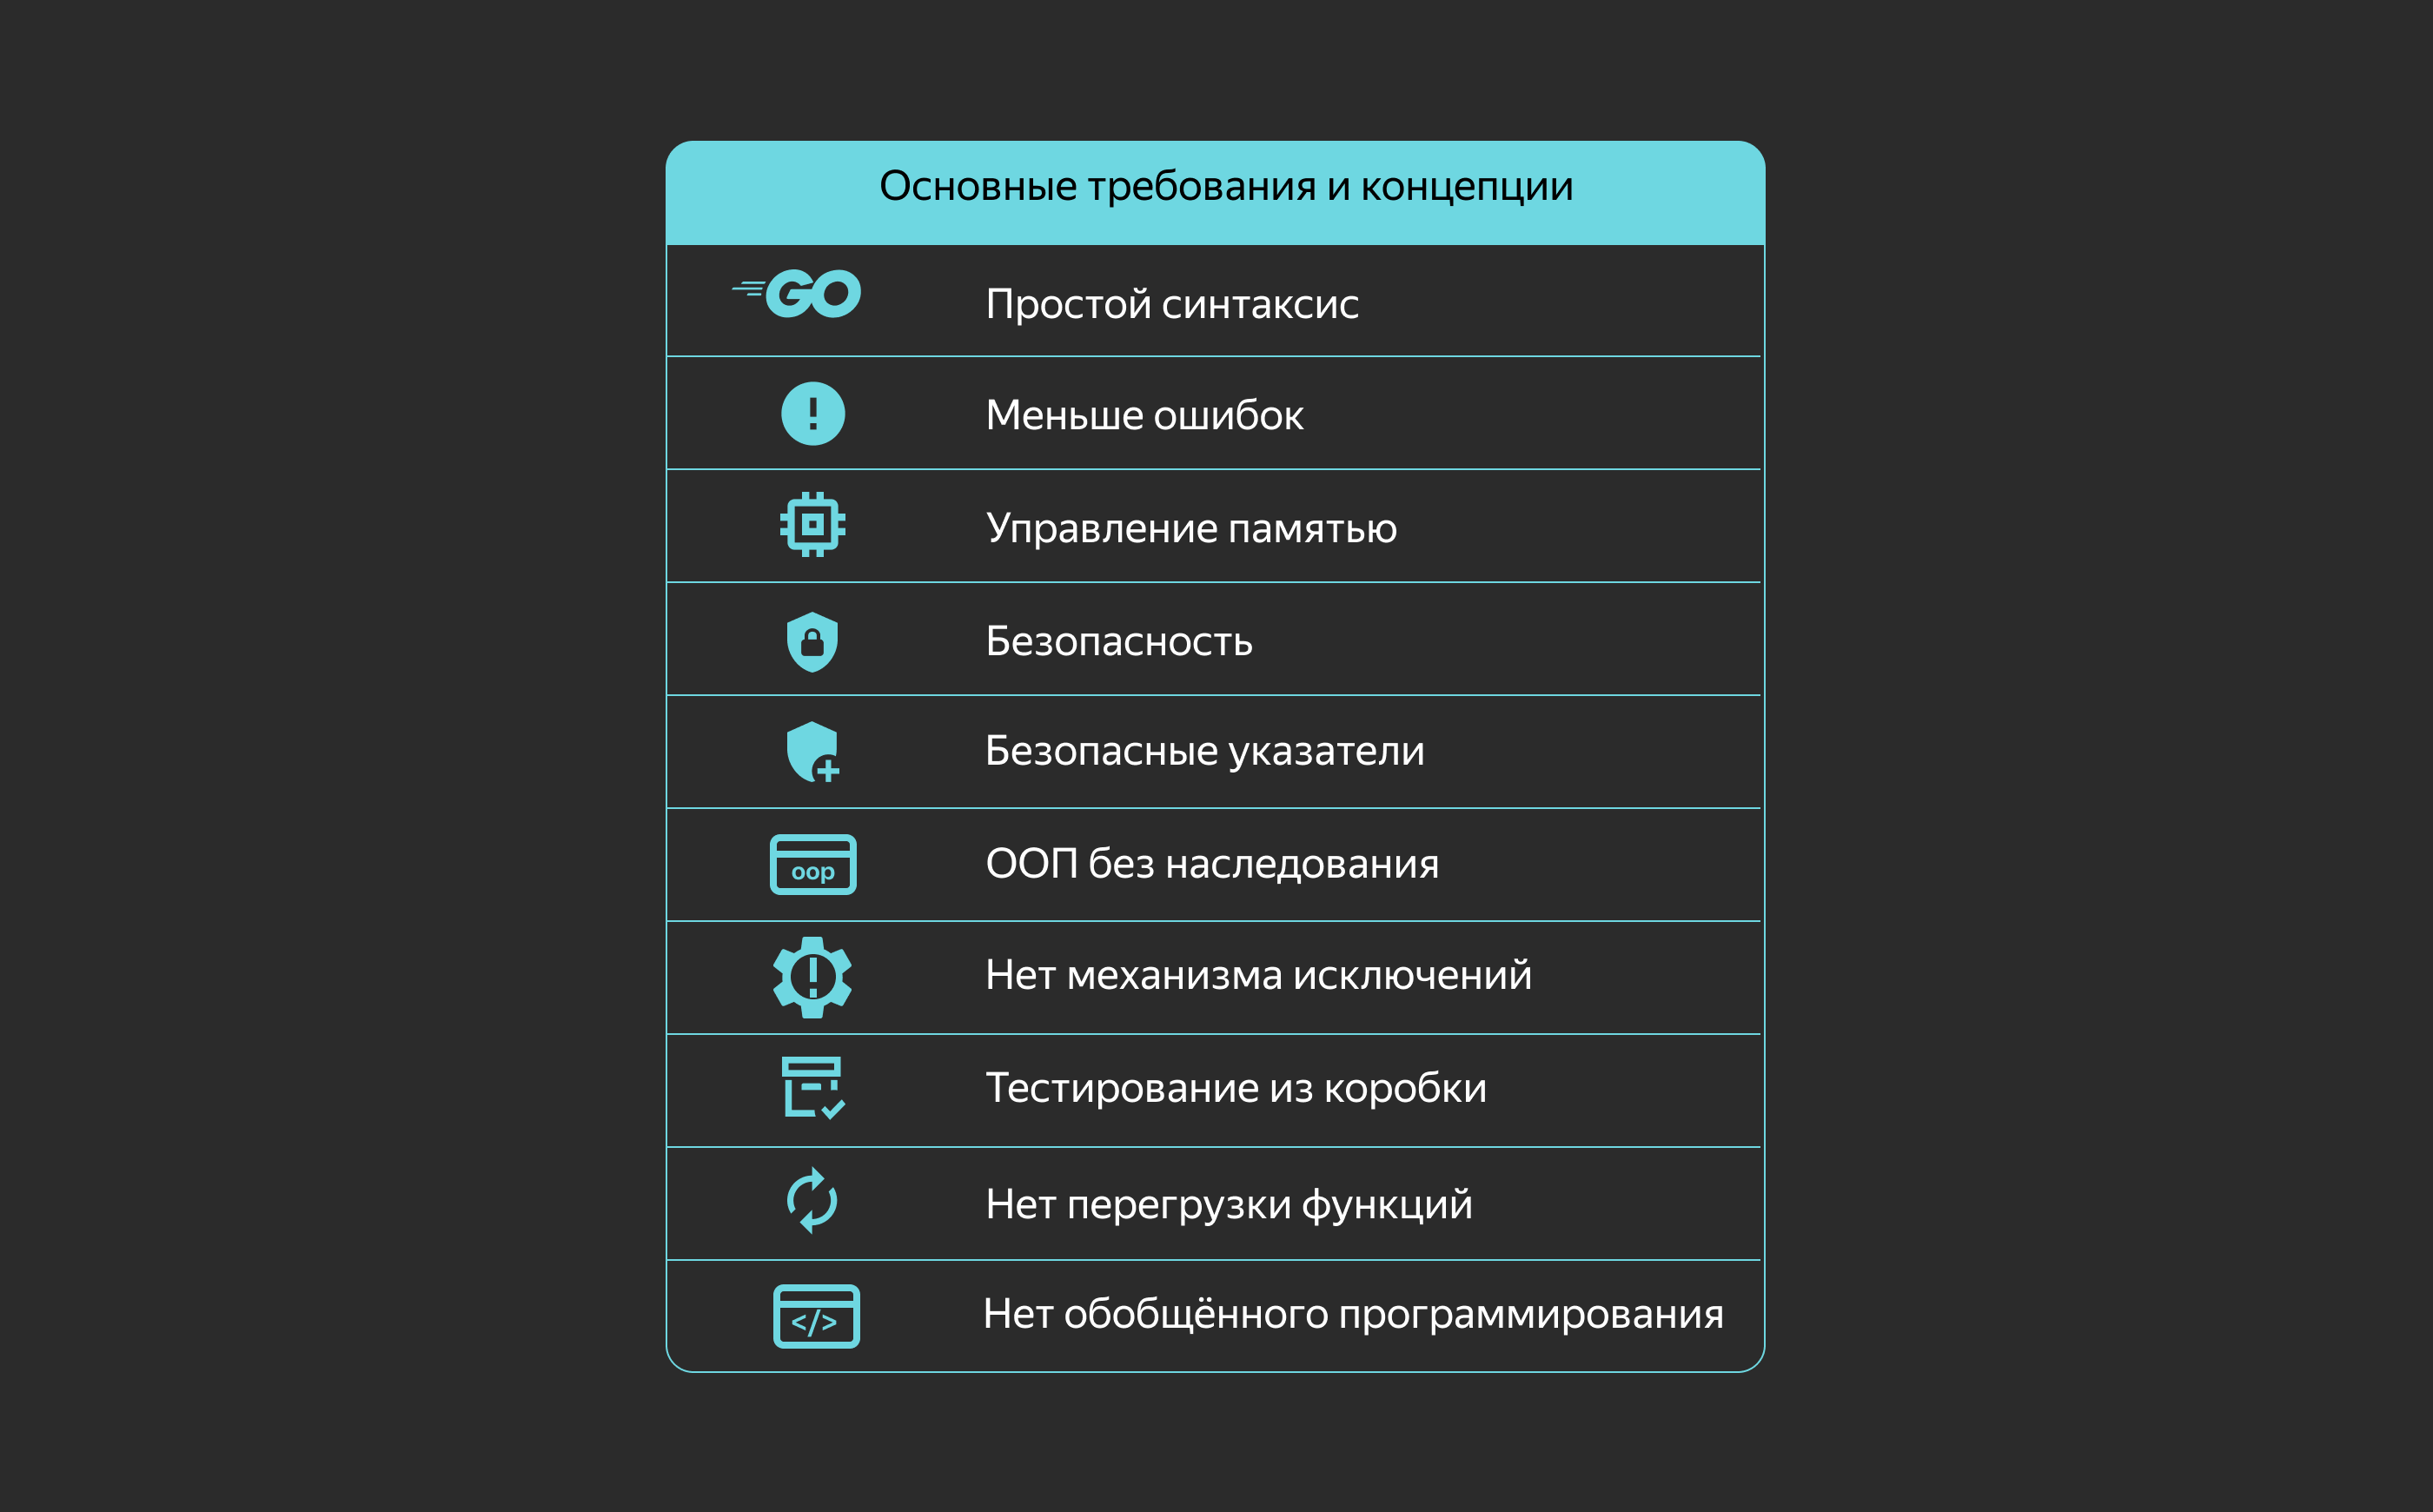 Основные требования и концепции
GO
Простой синтаксис
Меньше ошибок
Управление памятью
Безопасность
Безопасные указатели
oop
ООП без наследования
Нет механизма исключений
Тестирование из коробки
Нет перегрузки функций
</>
Нет обобщённого программирования